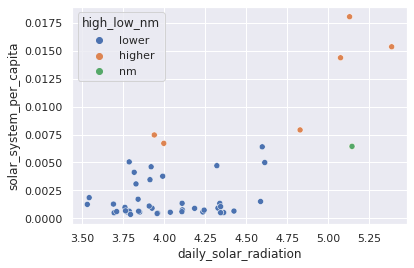 high_low_nm
lower
higher
nm
solar_system_per_capita
0.0175
0.0150
0.0125
0.0100
0.0075
0.0050
0.0025
0.0000
3.50 3.75 4.00 4.25 4.50 4.75 5.00 5.25
daily_solar_radiation